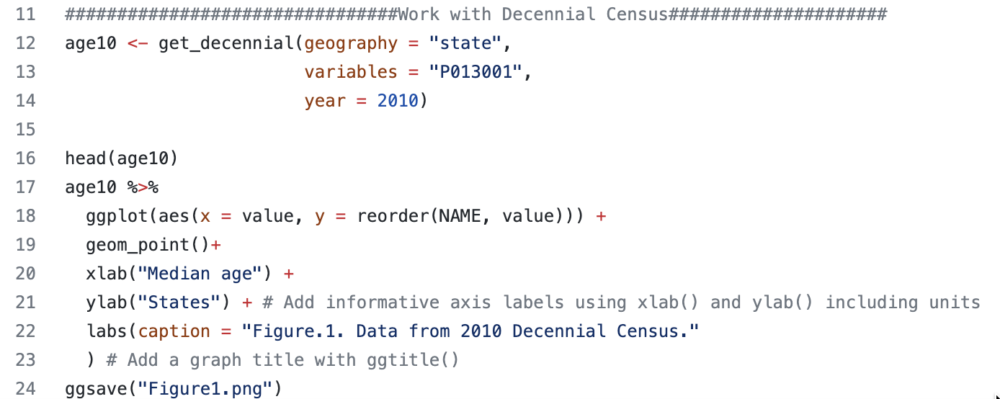 11 ################################Work with Decennial Census#####################
12 age10 <- get_decennial(geography = "state",
13 variables = "P013001",
14 year = 2010)
15
16 head(age10)
17 age10 %>%
18 ggplot(aes(x = value, y = reorder(NAME, value))) +
19 geom_point()+
20 xlab("Median age") +
21 ylab("States") + # Add informative axis labels using xlab() and ylab() including units
22 labs(caption = "Figure.1. Data from 2010 Decennial Census."
23 ) # Add a graph title with ggtitle()
24 ggsave("Figure1.png")